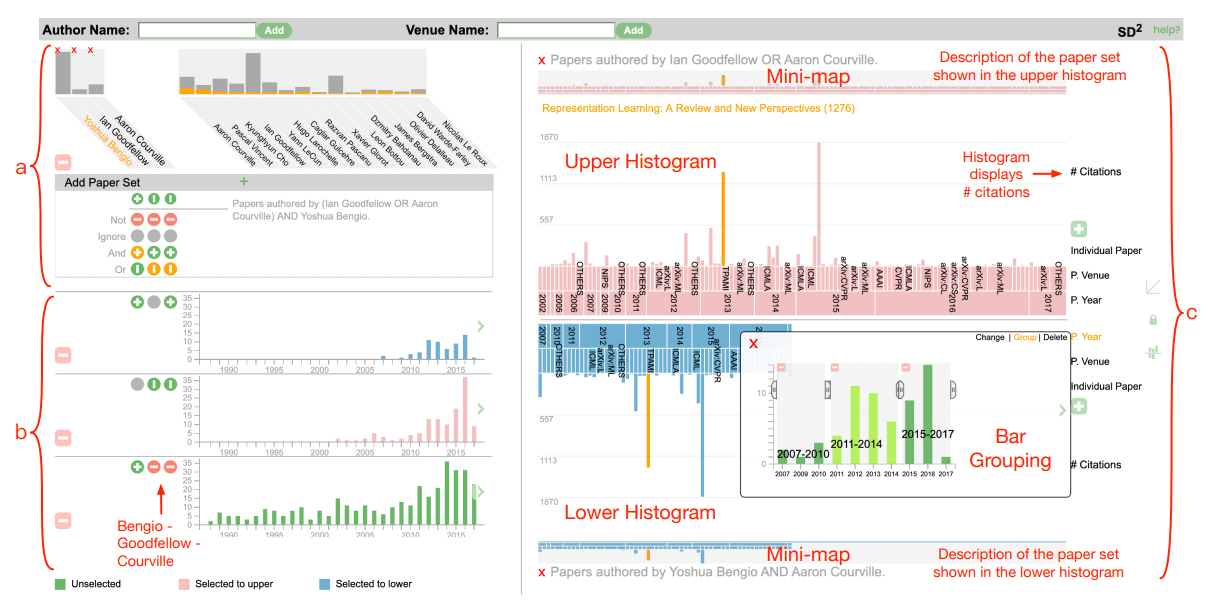 Author Name: Add Venue Name: Add SD2 help?
a
x x x
Yoshua Bengio
Ian Goodfellow
Aaron Courville
Aaron Courville
Pascal Vincent
Kyunghyun Cho
Ian Goodfellow
Yann LeCun
Hugo Larochelle
Caglar Gulcehre
Razvan Pascanu
Xavier Glorot
Leon Bottou
Dzmitry Bahdanau
James Bergstra
Olivier Delalleau
David Warde-Farley
Nicolas Le Roux
Add Paper Set +
Papers authored by (Ian Goodfellow OR Aaron
Courville) AND Yoshua Bengio.
Not
Ignore
And
Or
b
35
30
25
20
15
10
5
0
1990 1995 2000 2005 2010 2015
35
30
25
20
15
10
5
0
1990 1995 2000 2005 2010 2015
35
30
25
20
15
10
5
0
1990 1995 2000 2005 2010 2015
Bengio -
Goodfellow -
Courville
Unselected Selected to upper Selected to lower
c
x Papers authored by Ian Goodfellow OR Aaron Courville.
Description of the paper set
shown in the upper histogram
Mini-map
Representation Learning: A Review and New Perspectives (1276)
1670
1113
557
Upper Histogram
Histogram
displays
# citations
# Citations
Individual Paper
P. Venue
P. Year
OTHERS NIPS OTHERS OTHERS OTHERS ICML arXiv:L arXiv:ML OTHERS TPAMI arXiv:ML OTHERS ICMLA arXiv:ML ICMLA ICML arXiv:CVPR arXiv:L arXiv:ML AAAI CVPR ICMLA NIPS arXiv:CL arXiv:CS arXiv:CVPR arXiv:L arXiv:ML arXiv:L OTHERS
2002 2005 2006 2007 2009 2010 2011 2012 2013 2014 2015 2016 2017
2007 2010 2011 2012 2013 2014 2015
OTHERS ICML arXiv:L arXiv:ML OTHERS TPAMI ICMLA ICML arXiv:CVPR AAAI
P. Year
P. Venue
Individual Paper
# Citations
557
1113
1670
x
Change | Group | Delete
10
5
0
2007-2010
2011-2014
2015-2017
2007 2009 2010 2011 2012 2013 2014 2015 2016 2017
Bar
Grouping
Lower Histogram
Mini-map
Description of the paper set
shown in the lower histogram
x Papers authored by Yoshua Bengio AND Aaron Courville.